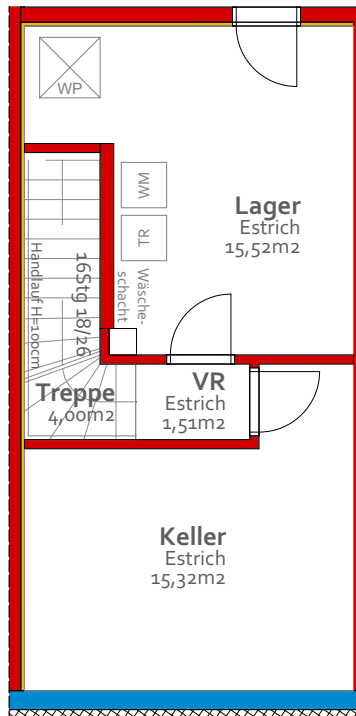 WP
WM
TR
Wäsche-
schacht
Lager
Estrich
15,52m2
16Stg 18/26
Handlauf H=100cm
Treppe
4,00m2
VR
Estrich
1,51m2
Keller
Estrich
15,32m2